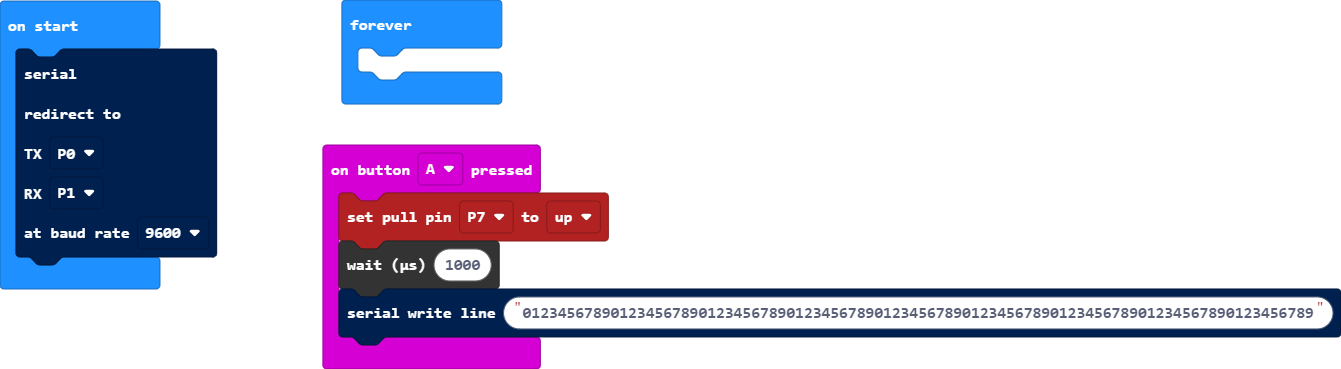 on start
serial
redirect to
TX P0
RX P1
at baud rate 9600
forever
on button A pressed
set pull pin P7 to up
wait (µs) 1000
serial write line "012345678901234567890123456789012345678901234567890123456789012345678901234567890123456789"